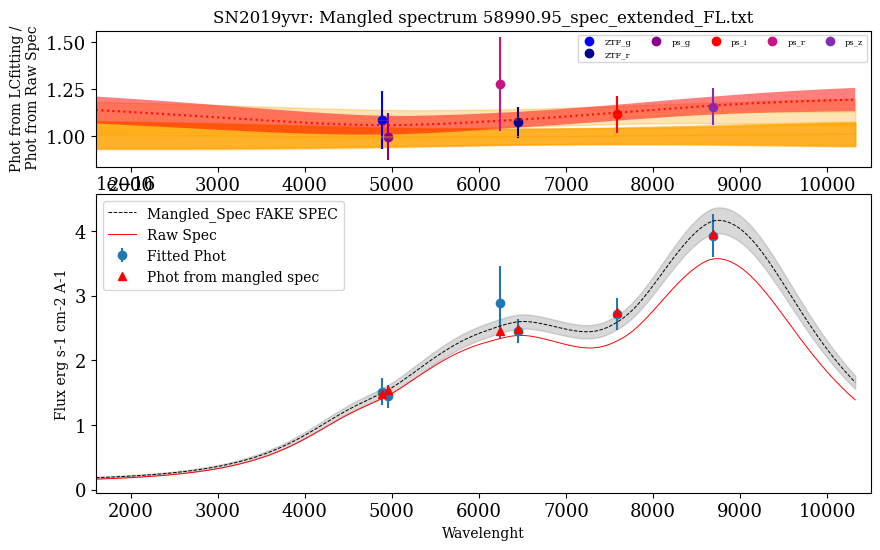 SN2019yvr: Mangled spectrum 58990.95_spec_extended_FL.txt
Phot from LCfitting /
Phot from Raw Spec
1.50
1.25
1.00
ZTF_g
ps_g
ps_i
ps_r
ps_z
ZTF_r
2000 3000 4000 5000 6000 7000 8000 9000 10000
1e−16
Mangled_Spec FAKE SPEC
Raw Spec
Fitted Phot
Phot from mangled spec
Flux erg s-1 cm-2 A-1
4
3
2
1
0
2000 3000 4000 5000 6000 7000 8000 9000 10000
Wavelenght